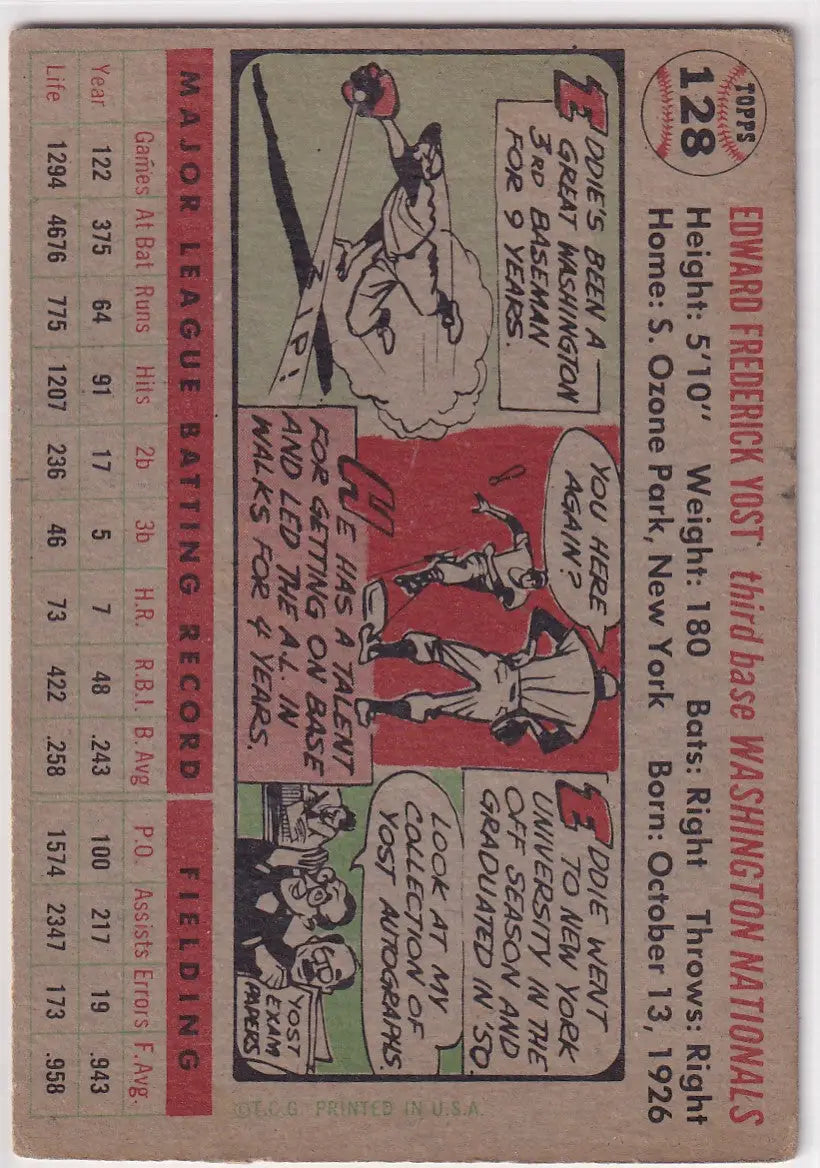 TOPPS
128
EDWARD FREDERICK YOST third base WASHINGTON NATIONALS
Height: 5'10" Weight: 180 Bats: Right Throws: Right
Home: S. Ozone Park, New York Born: October 13, 1926
EDDIE'S BEEN A
GREAT WASHINGTON
3RD BASEMAN
FOR 9 YEARS.
ZIP!
YOU HERE
AGAIN?
HE HAS A TALENT
FOR GETTING ON BASE
AND LED THE A.L. IN
WALKS FOR 4 YEARS.
EDDIE WENT
TO NEW YORK
UNIVERSITY IN THE
OFF SEASON AND
GRADUATED IN '50.
LOOK AT MY
COLLECTION OF
YOST AUTOGRAPHS.
YOST
EXAM
PAPERS
©T.C.G. PRINTED IN U.S.A.
MAJOR LEAGUE BATTING RECORD FIELDING
Games At Bat Runs Hits 2b 3b H.R. R.B.I. B.Avg P.O. Assists Errors F.Avg.
Year 122 375 64 91 17 5 7 48 .243 100 217 19 .943
Life 1294 4676 775 1207 236 46 73 422 .258 1574 2347 173 .958